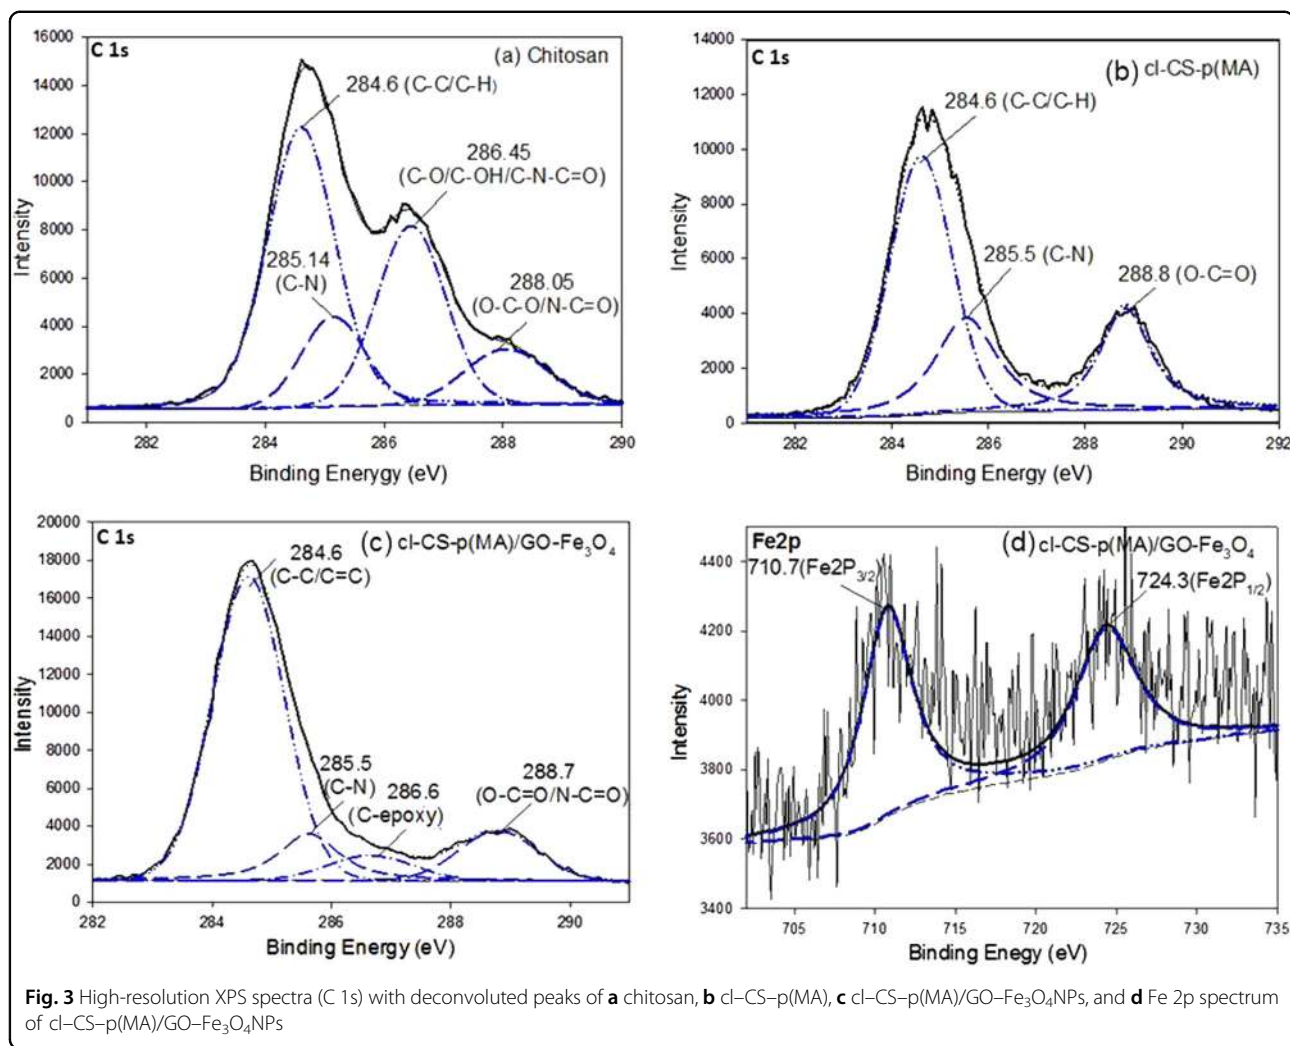 C 1s
(a) Chitosan
16000
14000
12000
10000
8000
6000
4000
2000
0
Intensity
284.6 (C-C/C-H)
286.45
(C-O/C-OH/C-N-C=O)
285.14
(C-N)
288.05
(O-C-O/N-C=O)
282
284
286
288
290
Binding Energygy (eV)
C 1s
(b) cl-CS-p(MA)
14000
12000
10000
8000
6000
4000
2000
0
Intensity
284.6 (C-C/C-H)
285.5 (C-N)
288.8 (O-C=O)
282
284
286
288
290
292
Binding Energy (eV)
C 1s
(c) cl-CS-p(MA)/GO-Fe₃O₄
20000
18000
16000
14000
12000
10000
8000
6000
4000
2000
0
Intensity
284.6
(C-C/C=C)
285.5
(C-N)
286.6
(C-epoxy)
288.7
(O-C=O/N-C=O)
282
284
286
288
290
Binding Energy (eV)
Fe2p
(d) cl-CS-p(MA)/GO-Fe₃O₄
710.7(Fe2P3/2)
724.3(Fe2P1/2)
4400
4200
4000
3800
3600
3400
Intensity
705
710
715
720
725
730
735
Binding Enegy (eV)
Fig. 3 High-resolution XPS spectra (C 1s) with deconvoluted peaks of a chitosan, b cl–CS–p(MA), c cl–CS–p(MA)/GO–Fe₃O₄NPs, and d Fe 2p spectrum
of cl–CS–p(MA)/GO–Fe₃O₄NPs